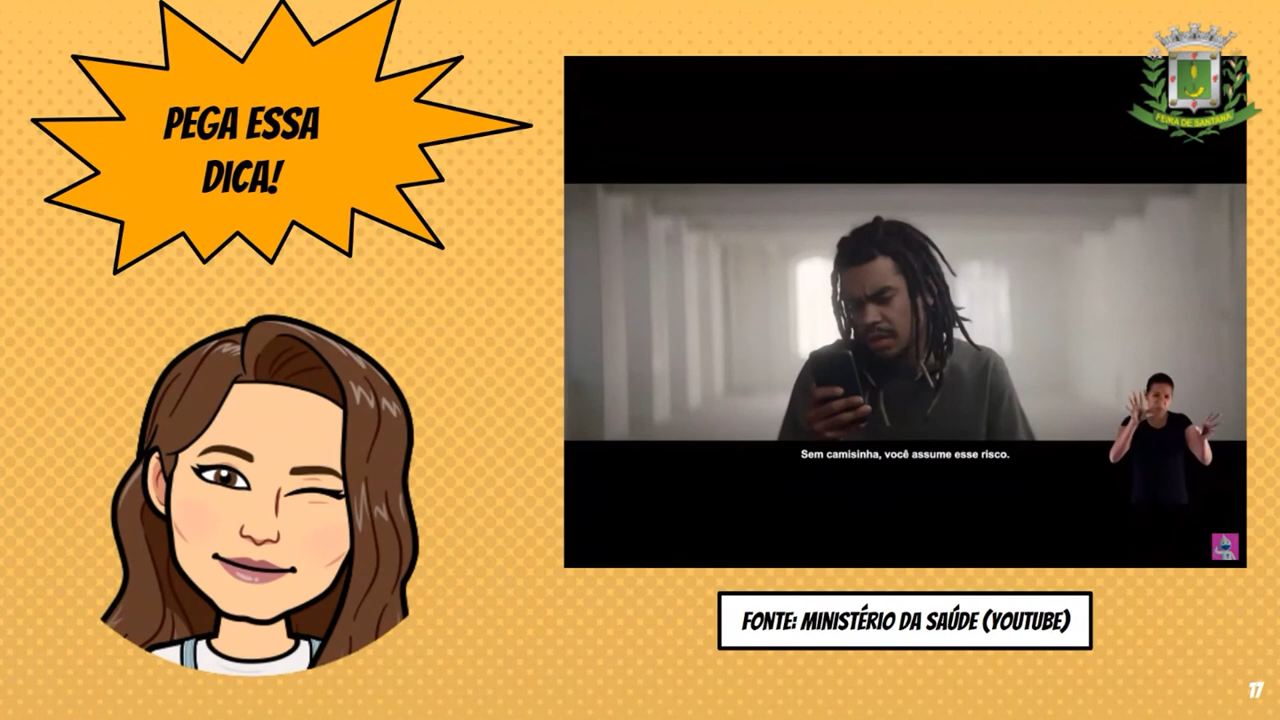 PEGA ESSA
DICA!
FEIRA DE SANTANA
Sem camisinha, você assume esse risco.
FONTE: MINISTÉRIO DA SAÚDE (YOUTUBE)
17